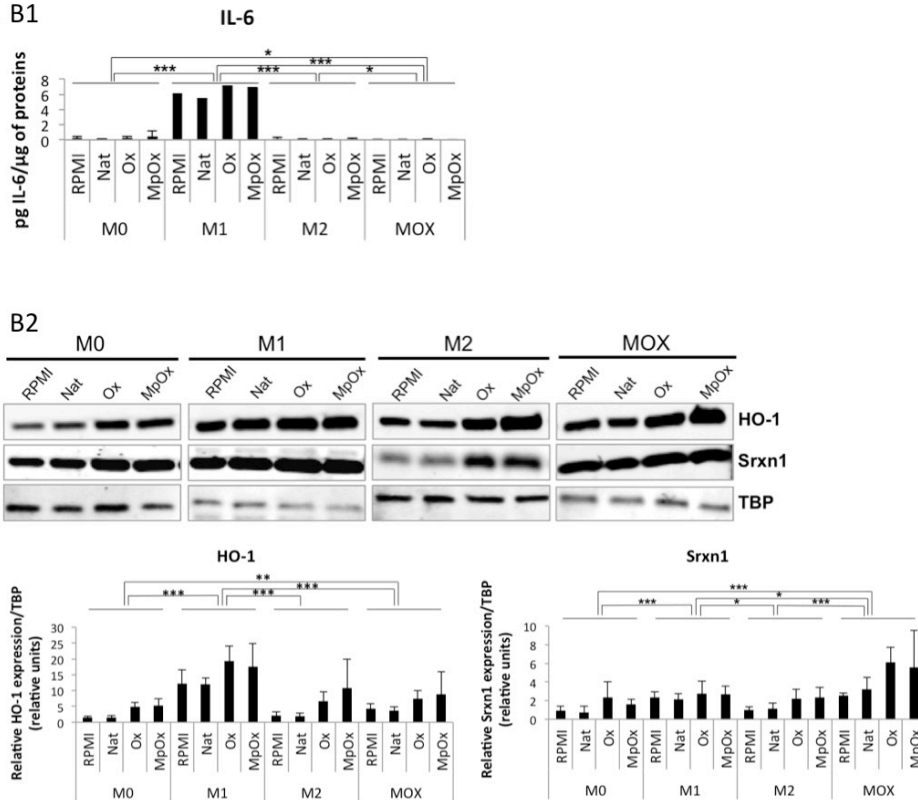 B1
IL-6
*
***
*** *** *
pg IL-6/µg of proteins
8
6
4
2
0
RPMI Nat Ox MpOx RPMI Nat Ox MpOx RPMI Nat Ox MpOx RPMI Nat Ox MpOx
M0 M1 M2 MOX
B2
M0 M1 M2 MOX
RPMI Nat Ox MpOx RPMI Nat Ox MpOx RPMI Nat Ox MpOx RPMI Nat Ox MpOx
HO-1
Srxn1
TBP
HO-1
**
***
*** ***
Relative HO-1 expression/TBP
(relative units)
30
25
20
15
10
5
0
RPMI Nat Ox MpOx RPMI Nat Ox MpOx RPMI Nat Ox MpOx RPMI Nat Ox MpOx
M0 M1 M2 MOX
Srxn1
***
*
*** * ***
Relative Srxn1 expression/TBP
(relative units)
10
8
6
4
2
0
RPMI Nat Ox MpOx RPMI Nat Ox MpOx RPMI Nat Ox MpOx RPMI Nat Ox MpOx
M0 M1 M2 MOX